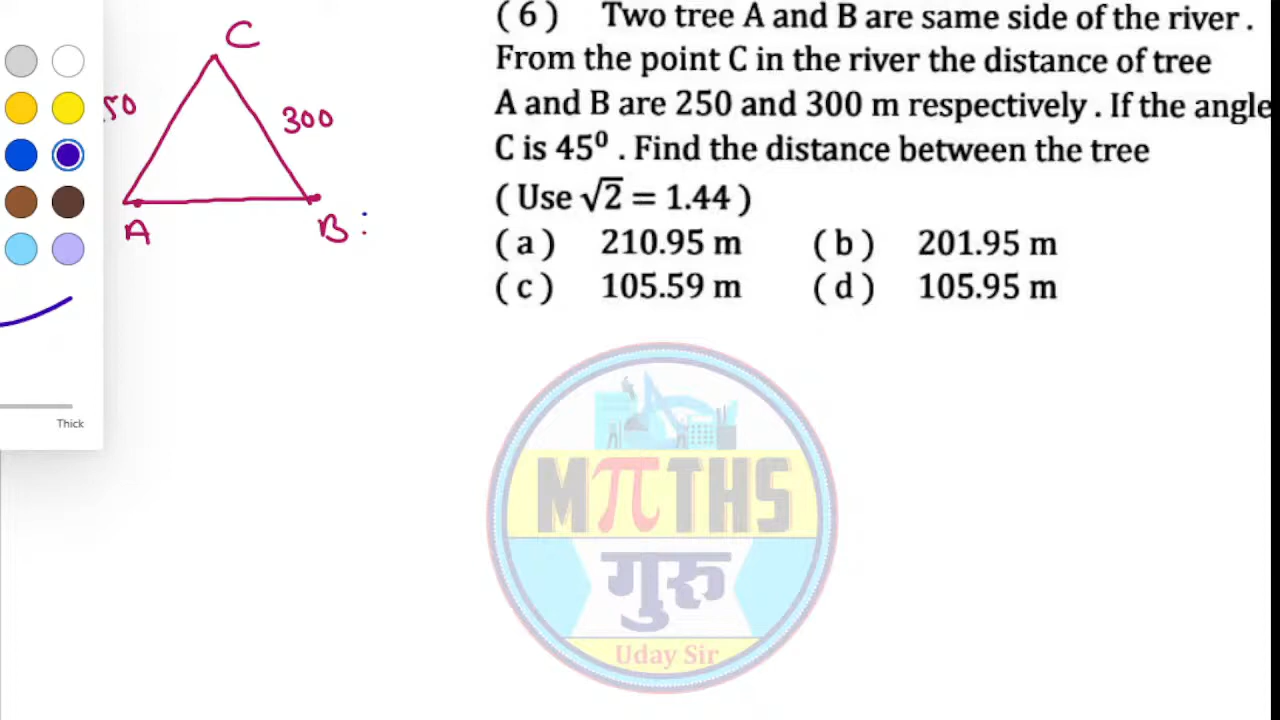 C
( 6 ) Two tree A and B are same side of the river .
From the point C in the river the distance of tree
50
300
A and B are 250 and 300 m respectively . If the angle
C is 45⁰ . Find the distance between the tree
( Use √2 = 1.44 )
A
B
( a ) 210.95 m ( b ) 201.95 m
( c ) 105.59 m ( d ) 105.95 m
Thick
MπTHS
गुरु
Uday Sir